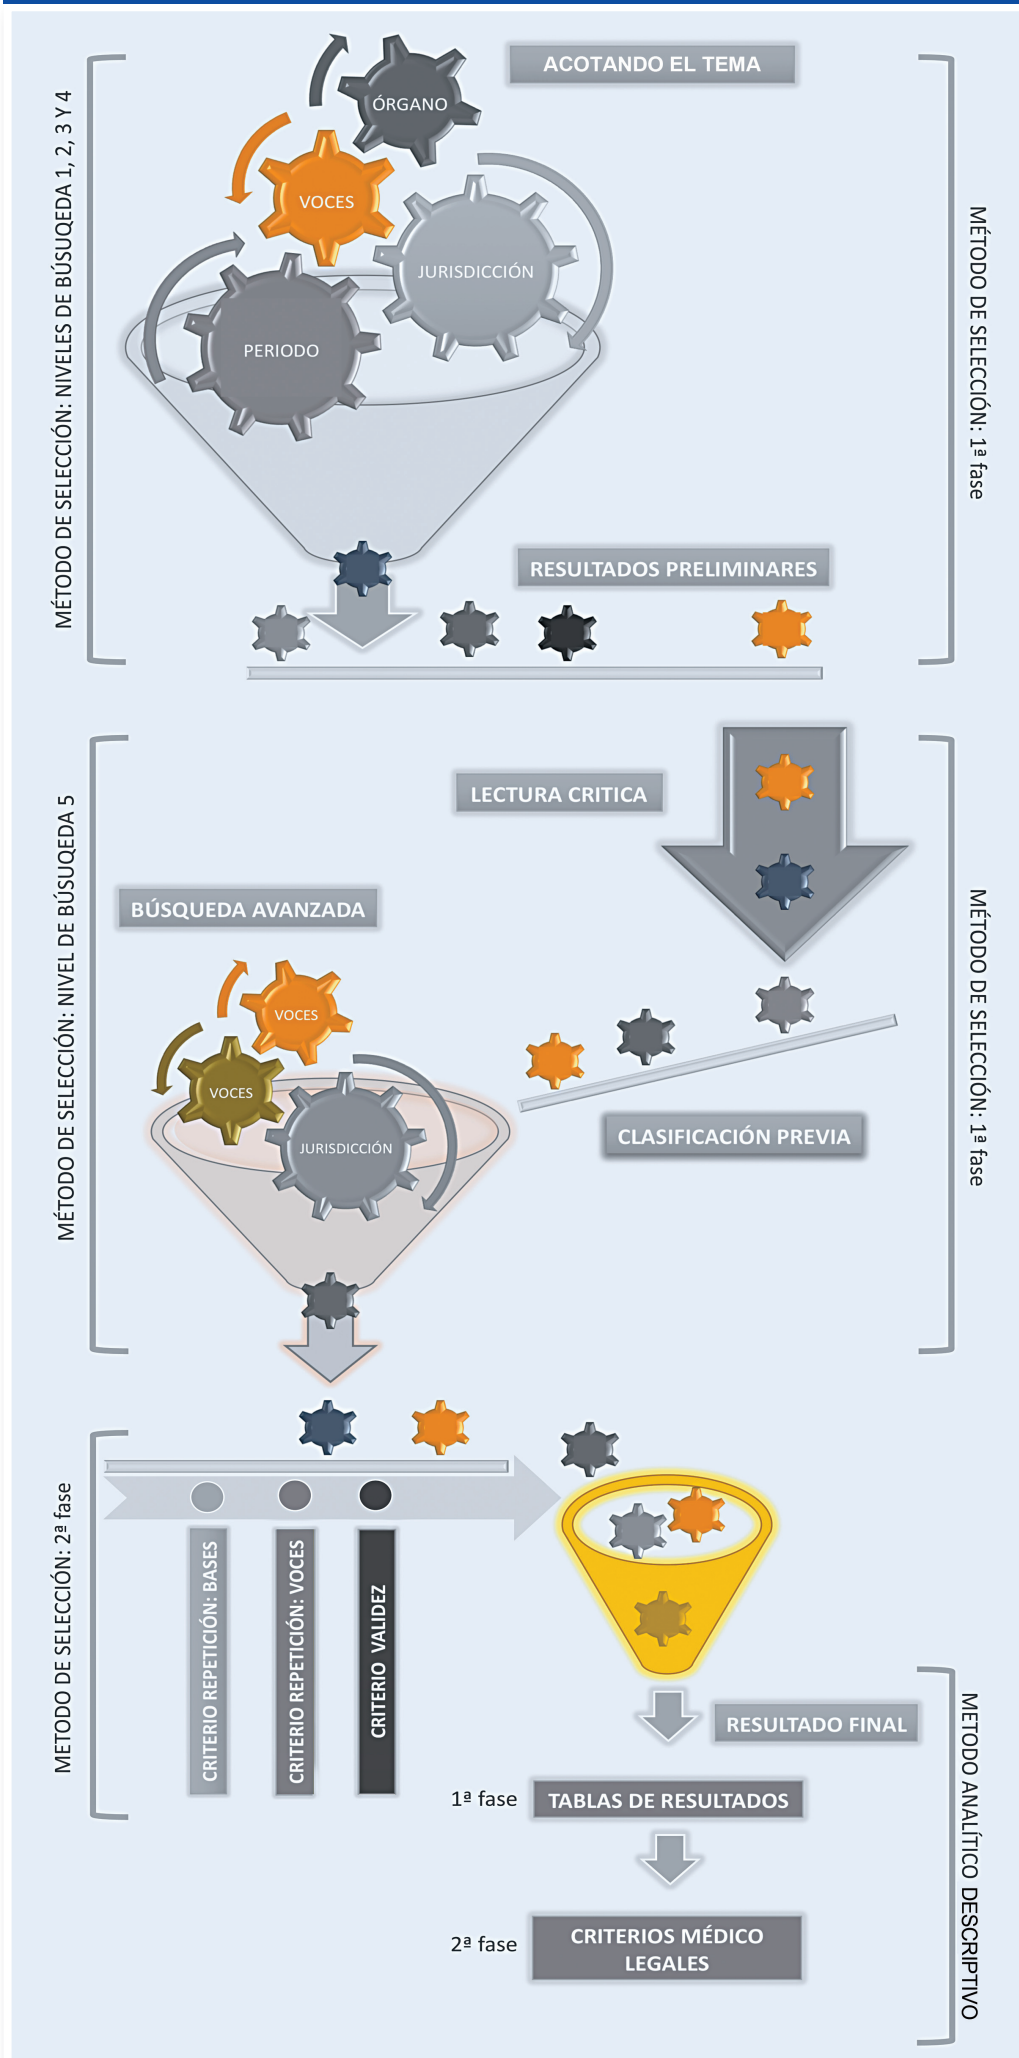 ACOTANDO EL TEMA
ÓRGANO
VOCES
JURISDICCIÓN
PERIODO
MÉTODO DE SELECCIÓN: NIVELES DE BÚSUQEDA 1, 2, 3 Y 4
MÉTODO DE SELECCIÓN: 1ª fase
RESULTADOS PRELIMINARES
LECTURA CRITICA
BÚSQUEDA AVANZADA
VOCES
VOCES
JURISDICCIÓN
CLASIFICACIÓN PREVIA
MÉTODO DE SELECCIÓN: NIVEL DE BÚSUQEDA 5
MÉTODO DE SELECCIÓN: 1ª fase
METODO DE SELECCIÓN: 2ª fase
CRITERIO REPETICIÓN: BASES
CRITERIO REPETICIÓN: VOCES
CRITERIO VALIDEZ
RESULTADO FINAL
1ª fase
TABLAS DE RESULTADOS
2ª fase
CRITERIOS MÉDICO
LEGALES
METODO ANALÍTICO DESCRIPTIVO